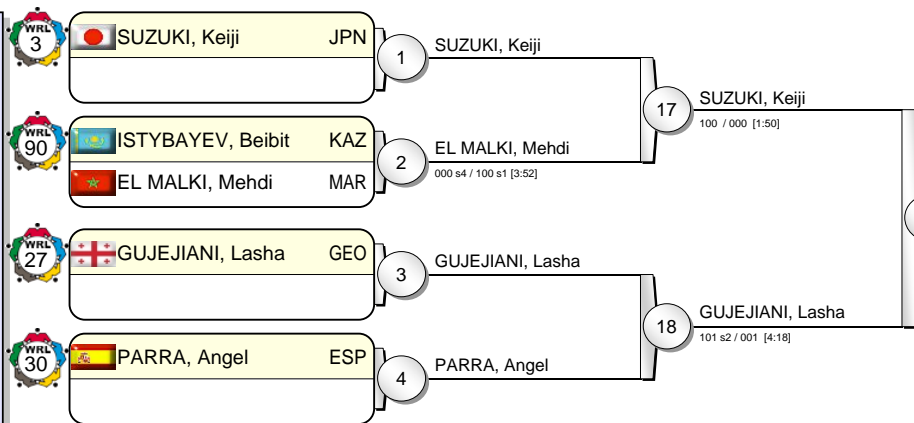 WRL
3
SUZUKI, Keiji JPN
1
SUZUKI, Keiji
17
SUZUKI, Keiji
100 / 000 [1:50]
WRL
90
ISTYBAYEV, Beibit KAZ
EL MALKI, Mehdi MAR
2
EL MALKI, Mehdi
000 s4 / 100 s1 [3:52]
WRL
27
GUJEJIANI, Lasha GEO
3
GUJEJIANI, Lasha
18
GUJEJIANI, Lasha
101 s2 / 001 [4:18]
WRL
30
PARRA, Angel ESP
4
PARRA, Angel